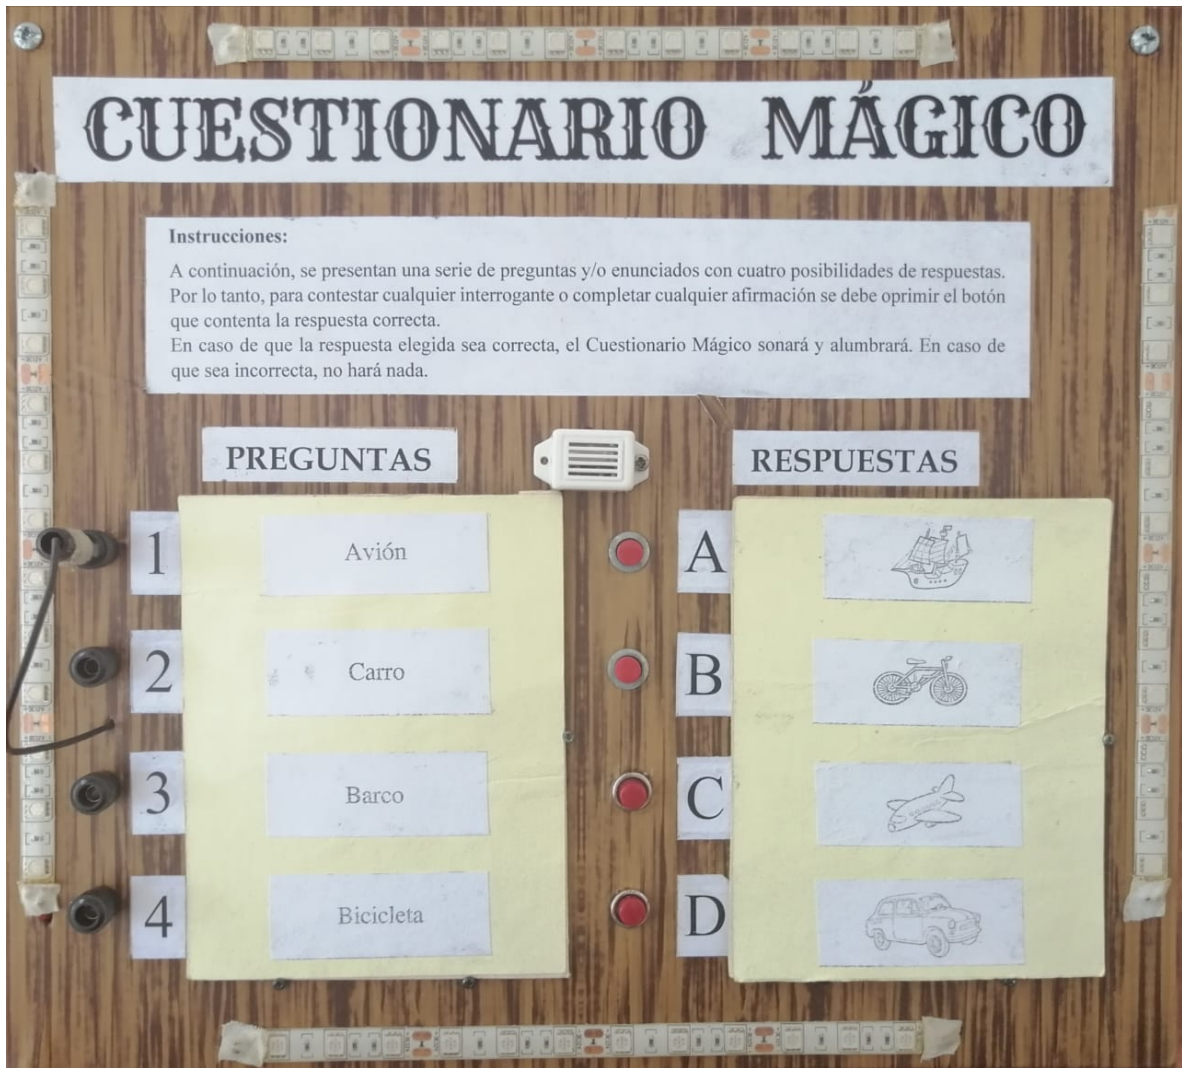 CUESTIONARIO MÁGICO
Instrucciones:
A continuación, se presentan una serie de preguntas y/o enunciados con cuatro posibilidades de respuestas.
Por lo tanto, para contestar cualquier interrogante o completar cualquier afirmación se debe oprimir el botón
que contenta la respuesta correcta.
En caso de que la respuesta elegida sea correcta, el Cuestionario Mágico sonará y alumbrará. En caso de
que sea incorrecta, no hará nada.
PREGUNTAS
RESPUESTAS
1 Avión
A
2 Carro
B
3 Barco
C
4 Bicicleta
D